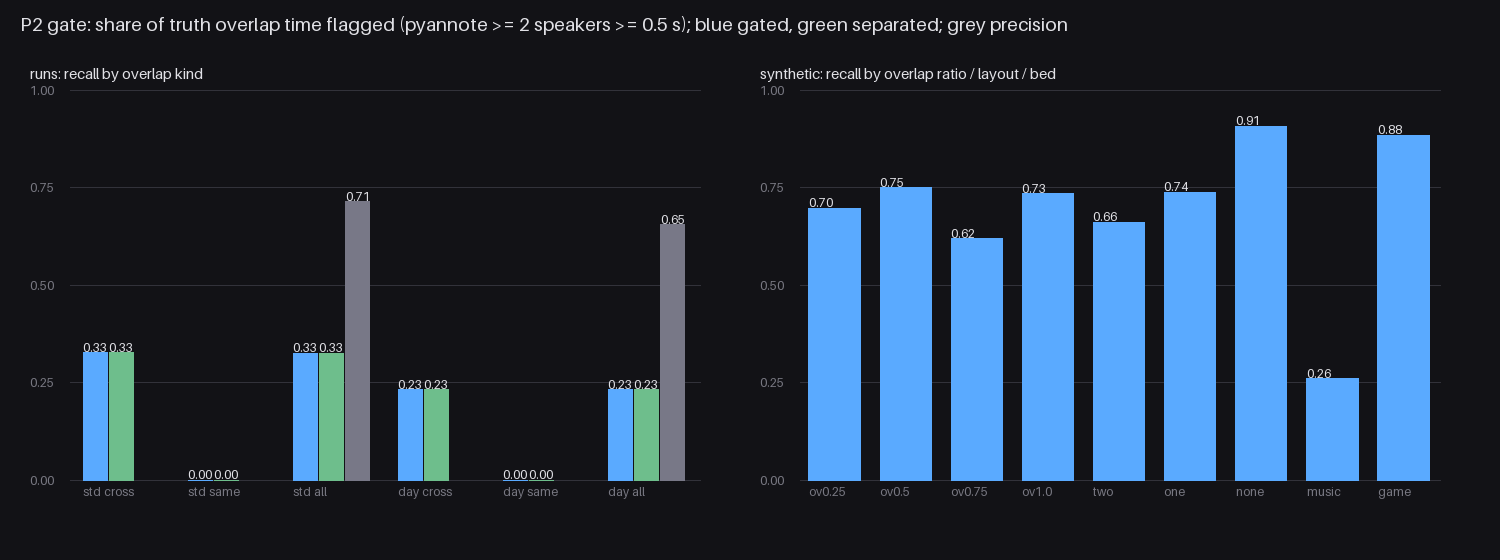 P2 gate: share of truth overlap time flagged (pyannote >= 2 speakers >= 0.5 s); blue gated, green separated; grey precision
runs: recall by overlap kind
1.00
0.75
0.50
0.25
0.00
0.33 0.33
0.00 0.00
0.33 0.33 0.71
0.23 0.23
0.00 0.00
0.23 0.23 0.65
std cross std same std all day cross day same day all
synthetic: recall by overlap ratio / layout / bed
1.00
0.75
0.50
0.25
0.00
0.70 0.75 0.62 0.73 0.66 0.74 0.91 0.26 0.88
ov0.25 ov0.5 ov0.75 ov1.0 two one none music game